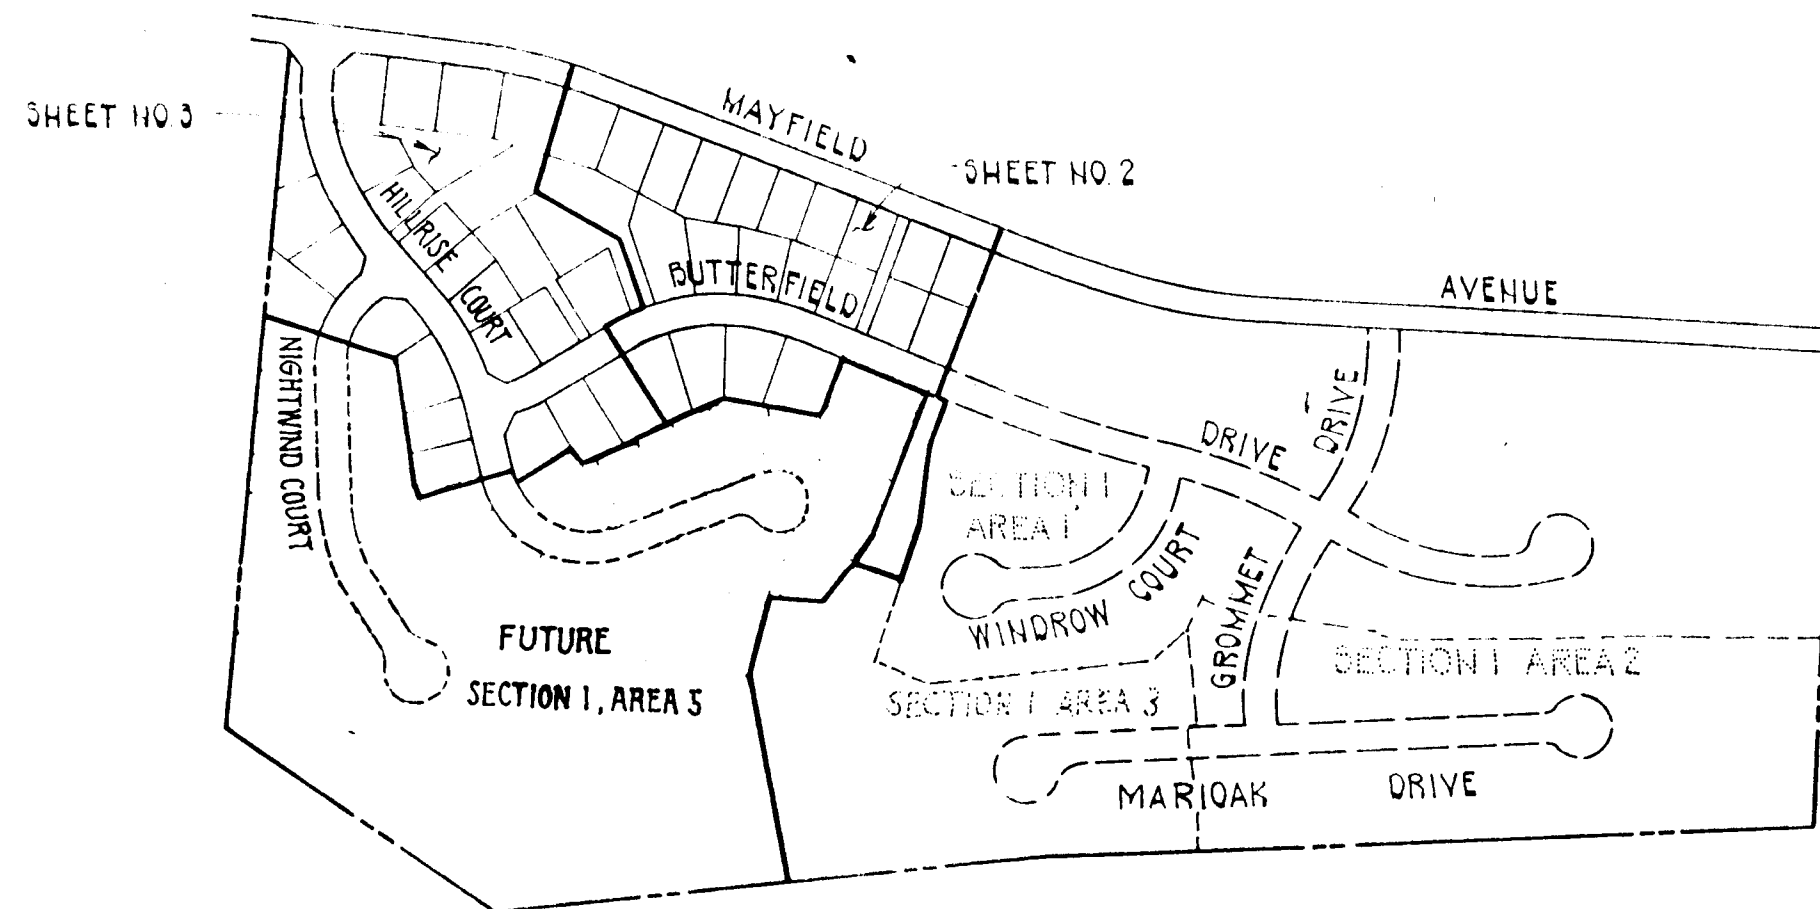 SHEET NO. 3
MAYFIELD
SHEET NO. 2
AVENUE
HILLRISE
COURT
BUTTERFIELD
DRIVE
DRIVE
NIGHTWIND COURT
SECTION 1
AREA 1
WINDROW
COURT
GROMMET
FUTURE
SECTION 1, AREA 5
SECTION 1 AREA 3
SECTION 1 AREA 2
MARIOAK
DRIVE